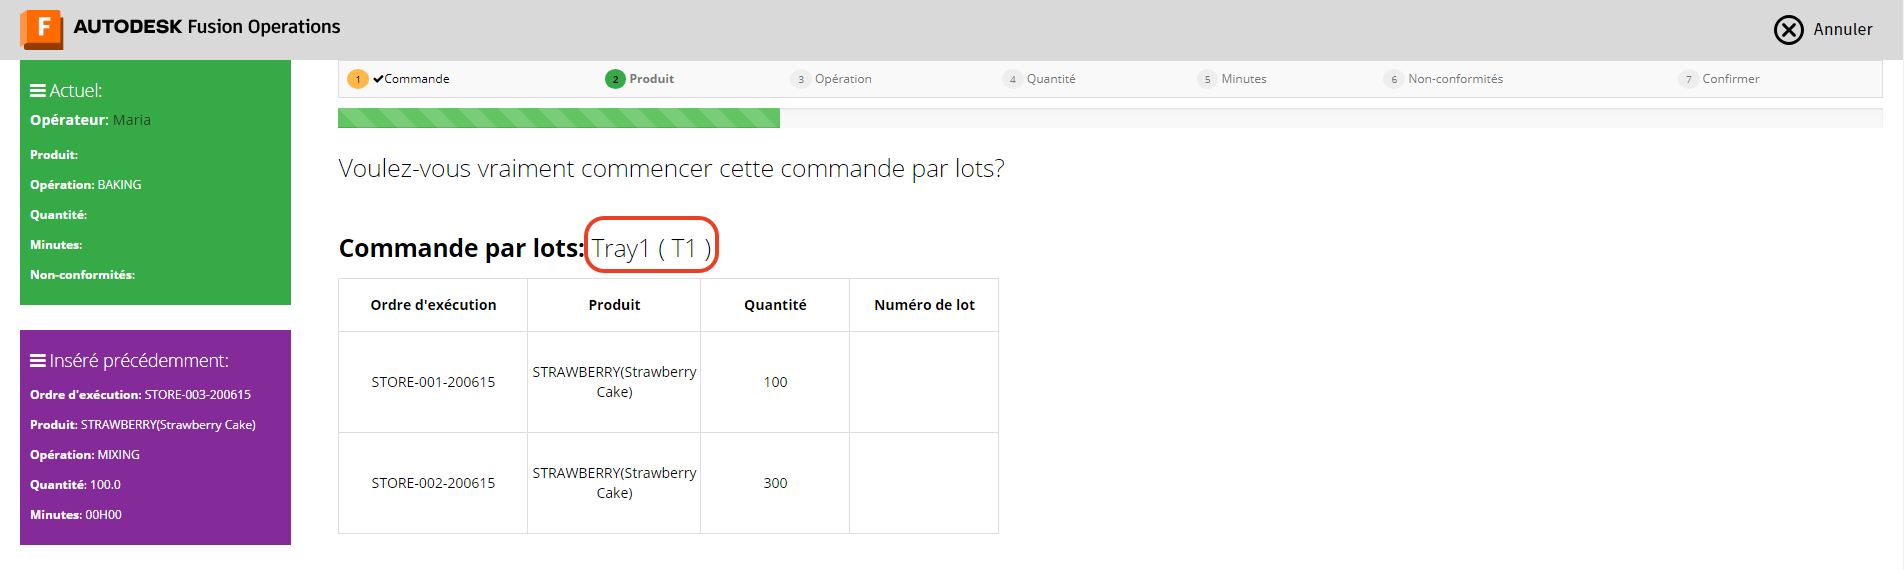 F AUTODESK Fusion Operations
Annuler
Actuel:
Opérateur: Maria
Produit:
Opération: BAKING
Quantité:
Minutes:
Non-conformités:
Inséré précédemment:
Ordre d'exécution: STORE-003-200615
Produit: STRAWBERRY(Strawberry Cake)
Opération: MIXING
Quantité: 100.0
Minutes: 00H00
1 Commande 2 Produit 3 Opération 4 Quantité 5 Minutes 6 Non-conformités 7 Confirmer
Voulez-vous vraiment commencer cette commande par lots?
Commande par lots: Tray1 ( T1 )
Ordre d'exécution Produit Quantité Numéro de lot
STORE-001-200615 STRAWBERRY(Strawberry Cake) 100
STORE-002-200615 STRAWBERRY(Strawberry Cake) 300